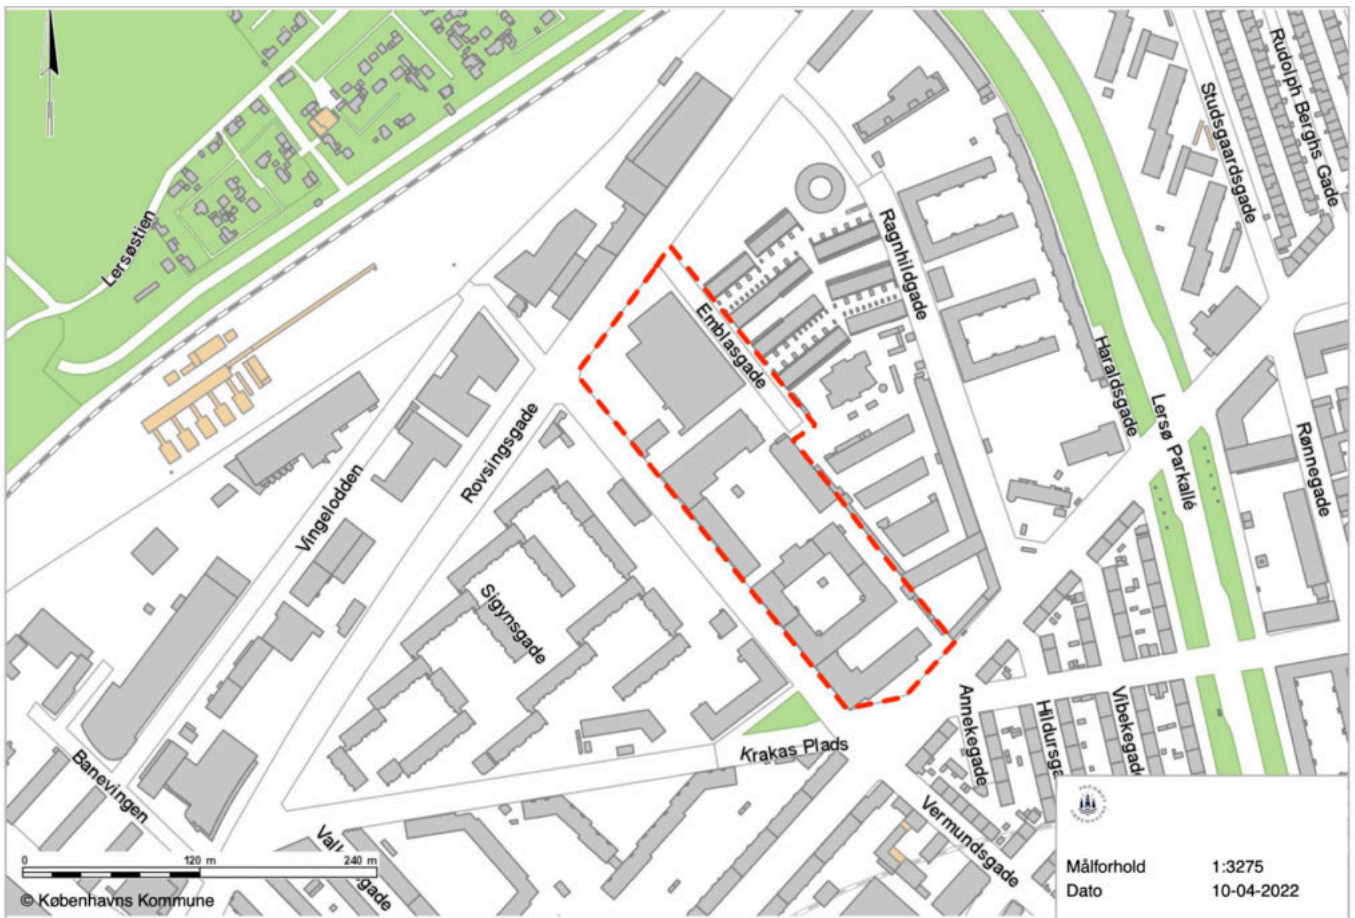 Rudolph Berghs Gade
Studsgaardsgade
Lersøstien
Ragnhildgade
Emblasgade
Haraldsgade
Lersø Parkallé
Rønnegade
Rovsingsgade
Vingelodden
Sigynsgade
Annekegade
Hildursga
Vibekegade
Krakas Plads
Banevingen
Vermundsgade
0 120 m 240 m
© Københavns Kommune
Målforhold 1:3275
Dato 10-04-2022